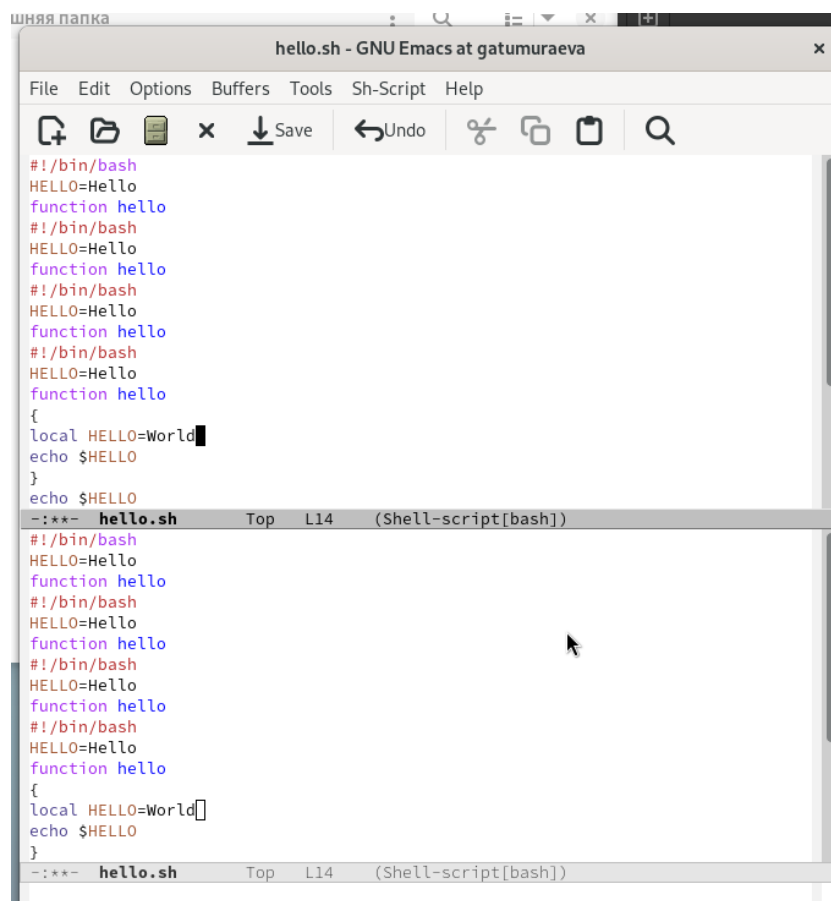 шняя папка
hello.sh - GNU Emacs at gatumuraeva
File Edit Options Buffers Tools Sh-Script Help
Save Undo
#!/bin/bash
HELLO=Hello
function hello
#!/bin/bash
HELLO=Hello
function hello
#!/bin/bash
HELLO=Hello
function hello
#!/bin/bash
HELLO=Hello
function hello
{
local HELLO=World
echo $HELLO
}
echo $HELLO
-:**- hello.sh Top L14 (Shell-script[bash])
#!/bin/bash
HELLO=Hello
function hello
#!/bin/bash
HELLO=Hello
function hello
#!/bin/bash
HELLO=Hello
function hello
#!/bin/bash
HELLO=Hello
function hello
{
local HELLO=World
echo $HELLO
}
-:**- hello.sh Top L14 (Shell-script[bash])